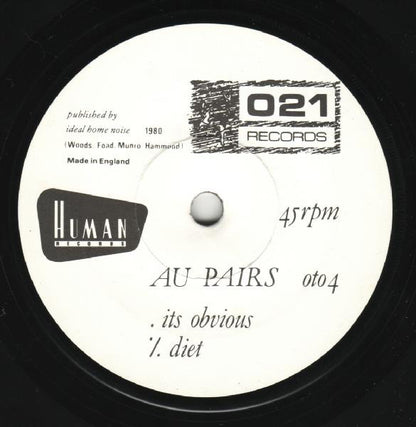 published by
ideal home noise 1980
(Woods. Foad. Munro. Hammond)
Made in England
021
RECORDS
HUMAN
RECORDS
45rpm
AU PAIRS oto4
. its obvious
'/. diet